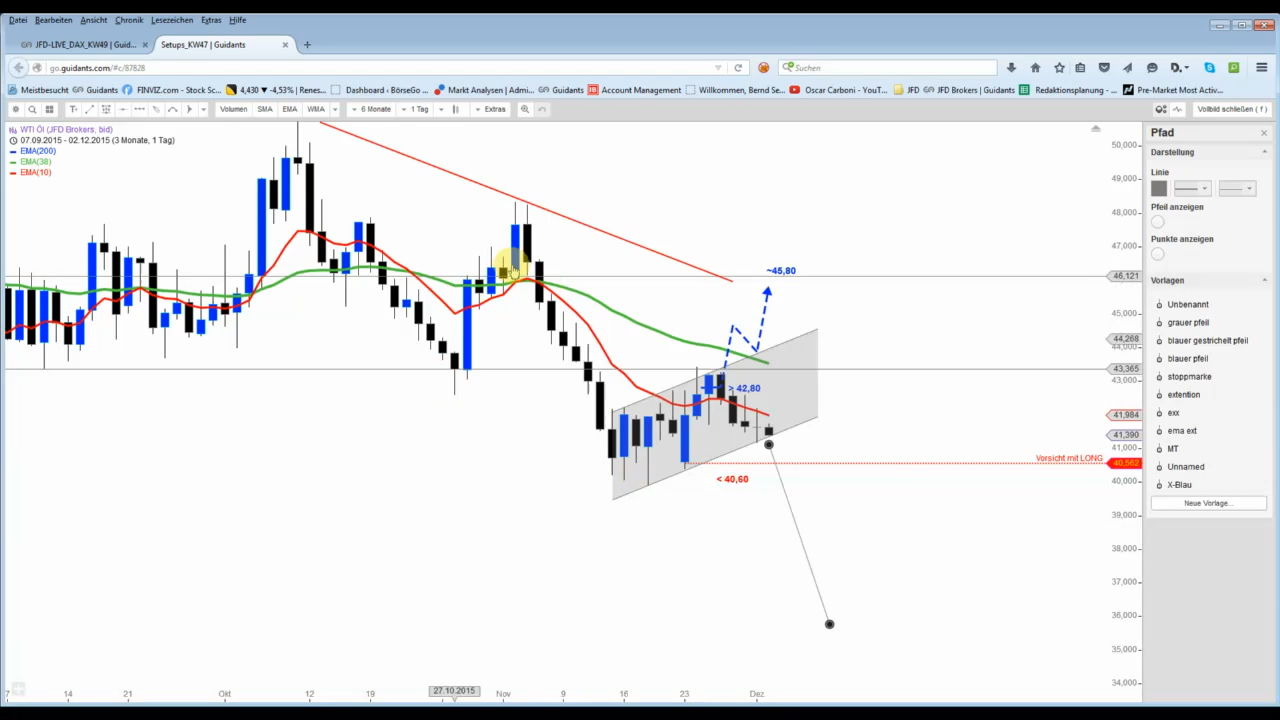 Datei Bearbeiten Ansicht Chronik Lesezeichen Extras Hilfe
JFD-LIVE_DAX_KW49 | Guid... Setups_KW47 | Guidants
go.guidants.com/#c/87828 Suchen
Meistbesucht Guidants FINVIZ.com - Stock Sc... 4,430 -4,53% | Renes... Dashboard ‹ BörseGo ... Markt Analysen | Admi... Guidants Account Management Willkommen, Bernd Se... Oscar Carboni - YouT... JFD JFD Brokers | Guidants Redaktionsplanung - ... Pre-Market Most Activ...
Volumen SMA EMA WMA 6 Monate 1 Tag Extras Vollbild schließen ( f )
WTI Öl (JFD Brokers, bid)
07.09.2015 - 02.12.2015 (3 Monate, 1 Tag)
EMA(200)
EMA(38)
EMA(10)
~45,80
> 42,80
Vorsicht mit LONG
< 40,60
50,000
49,000
48,000
47,000
46,121
45,000
44,268
44,000
43,365
43,000
41,984
41,390
41,000
40,562
40,000
39,000
38,000
37,000
36,000
35,000
34,000
7 14 21 Okt 12 19 27.10.2015 Nov 9 16 23 Dez
Pfad
Darstellung
Linie
Pfeil anzeigen
Punkte anzeigen
Vorlagen
Unbenannt
grauer pfeil
blauer gestrichelt pfeil
blauer pfeil
stoppmarke
extention
exx
ema ext
MT
Unnamed
X-Blau
Neue Vorlage...